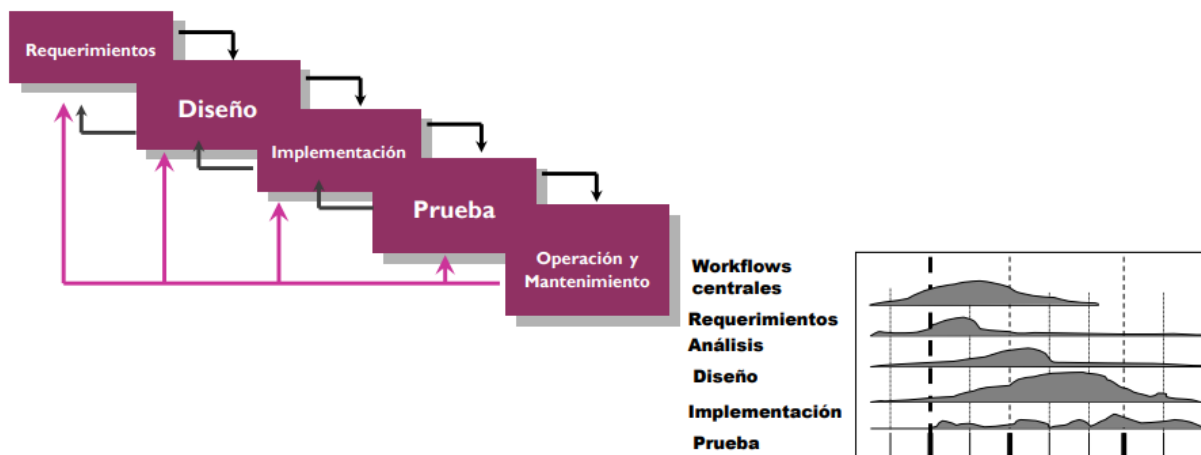 Requerimientos
Diseño
Implementación
Prueba
Operación y
Mantenimiento
Workflows
centrales
Requerimientos
Análisis
Diseño
Implementación
Prueba